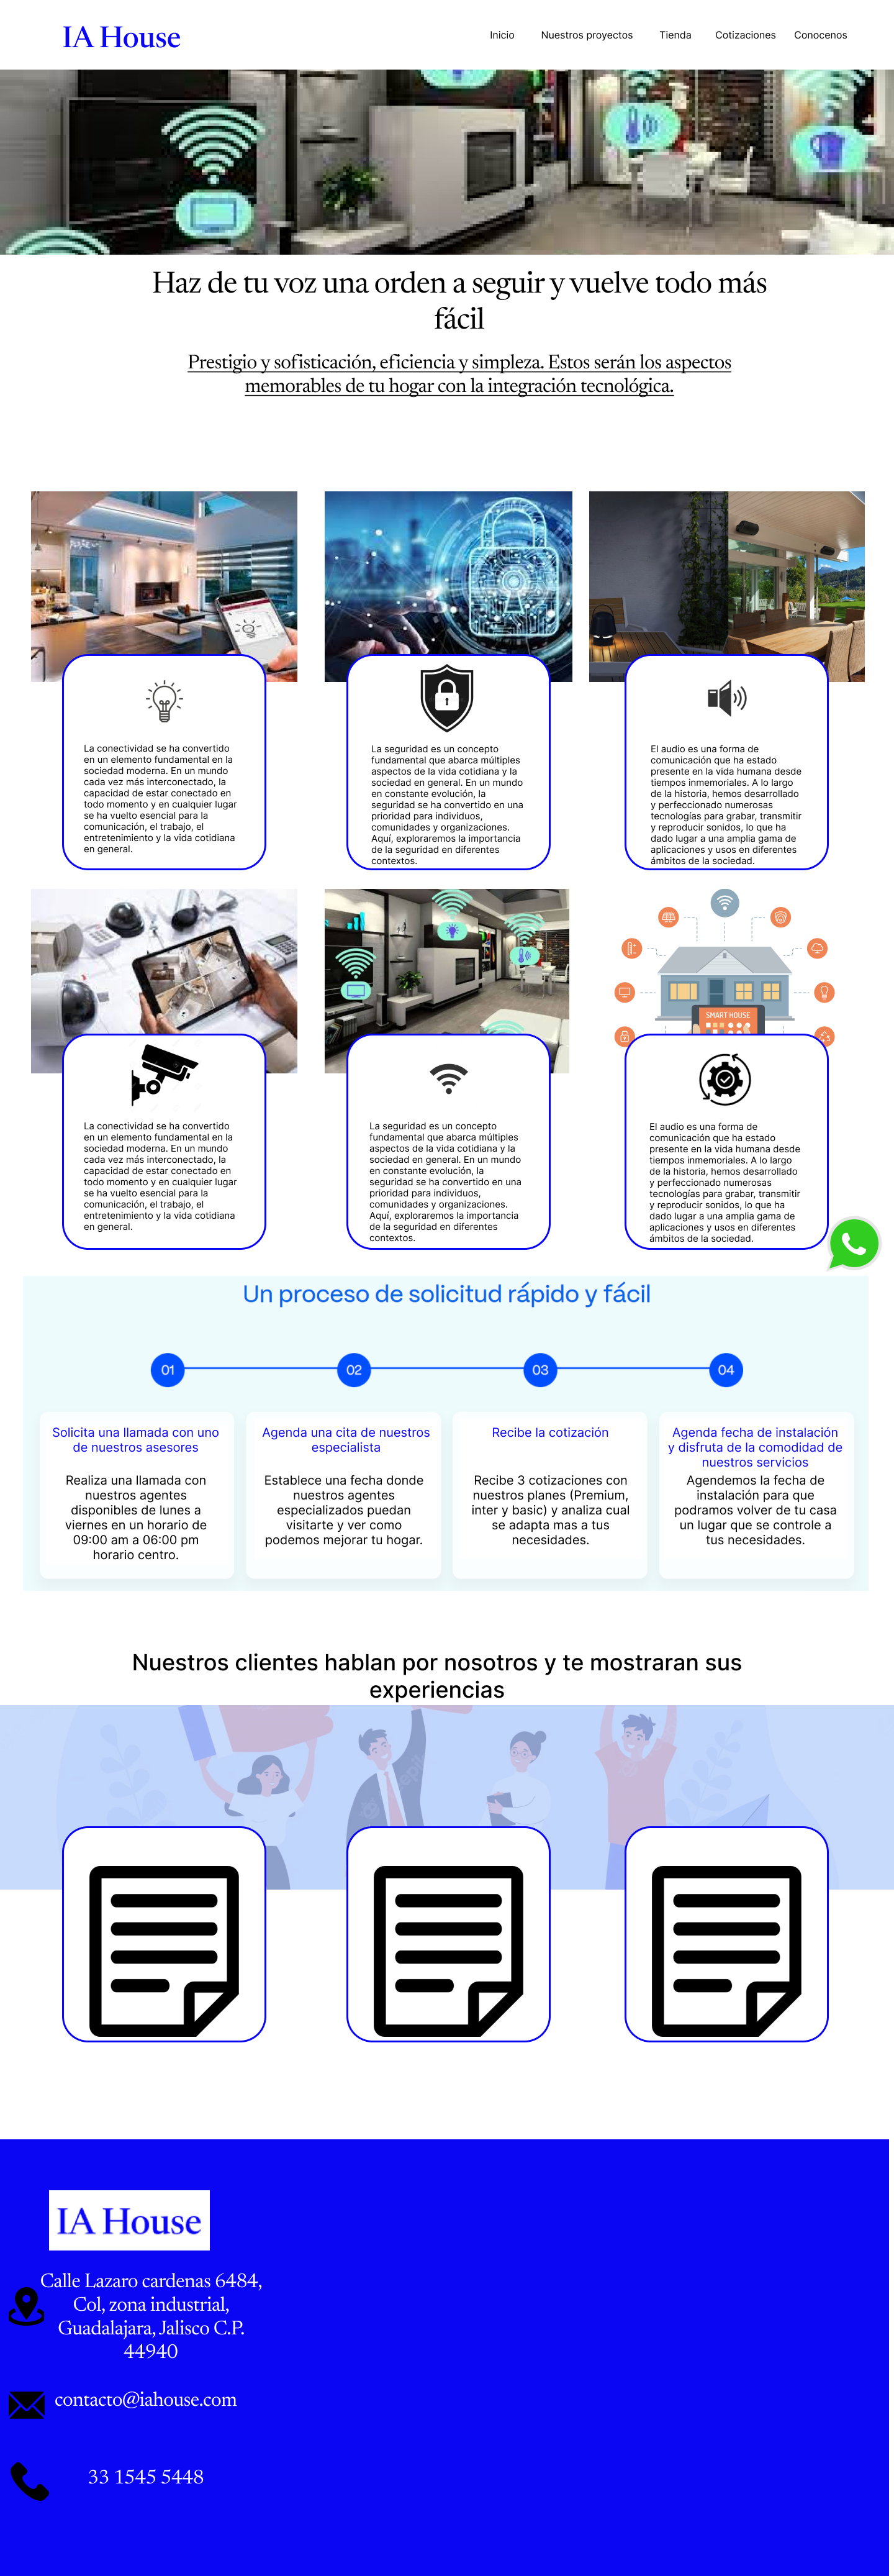 IA House
Inicio
Nuestros proyectos
Tienda
Cotizaciones
Conocenos
Haz de tu voz una orden a seguir y vuelve todo más
fácil
Prestigio y sofisticación, eficiencia y simpleza. Estos serán los aspectos
memorables de tu hogar con la integración tecnológica.
La conectividad se ha convertido
en un elemento fundamental en la
sociedad moderna. En un mundo
cada vez más interconectado, la
capacidad de estar conectado en
todo momento y en cualquier lugar
se ha vuelto esencial para la
comunicación, el trabajo, el
entretenimiento y la vida cotidiana
en general.
La seguridad es un concepto
fundamental que abarca múltiples
aspectos de la vida cotidiana y la
sociedad en general. En un mundo
en constante evolución, la
seguridad se ha convertido en una
prioridad para individuos,
comunidades y organizaciones.
Aquí, exploraremos la importancia
de la seguridad en diferentes
contextos.
El audio es una forma de
comunicación que ha estado
presente en la vida humana desde
tiempos inmemoriales. A lo largo
de la historia, hemos desarrollado
y perfeccionado numerosas
tecnologías para grabar, transmitir
y reproducir sonidos, lo que ha
dado lugar a una amplia gama de
aplicaciones y usos en diferentes
ámbitos de la sociedad.
SMART HOUSE
La conectividad se ha convertido
en un elemento fundamental en la
sociedad moderna. En un mundo
cada vez más interconectado, la
capacidad de estar conectado en
todo momento y en cualquier lugar
se ha vuelto esencial para la
comunicación, el trabajo, el
entretenimiento y la vida cotidiana
en general.
La seguridad es un concepto
fundamental que abarca múltiples
aspectos de la vida cotidiana y la
sociedad en general. En un mundo
en constante evolución, la
seguridad se ha convertido en una
prioridad para individuos,
comunidades y organizaciones.
Aquí, exploraremos la importancia
de la seguridad en diferentes
contextos.
El audio es una forma de
comunicación que ha estado
presente en la vida humana desde
tiempos inmemoriales. A lo largo
de la historia, hemos desarrollado
y perfeccionado numerosas
tecnologías para grabar, transmitir
y reproducir sonidos, lo que ha
dado lugar a una amplia gama de
aplicaciones y usos en diferentes
ámbitos de la sociedad.
Un proceso de solicitud rápido y fácil
01
02
03
04
Solicita una llamada con uno
de nuestros asesores
Realiza una llamada con
nuestros agentes
disponibles de lunes a
viernes en un horario de
09:00 am a 06:00 pm
horario centro.
Agenda una cita de nuestros
especialista
Establece una fecha donde
nuestros agentes
especializados puedan
visitarte y ver como
podemos mejorar tu hogar.
Recibe la cotización
Recibe 3 cotizaciones con
nuestros planes (Premium,
inter y basic) y analiza cual
se adapta mas a tus
necesidades.
Agenda fecha de instalación
y disfruta de la comodidad de
nuestros servicios
Agendemos la fecha de
instalación para que
podramos volver de tu casa
un lugar que se controle a
tus necesidades.
Nuestros clientes hablan por nosotros y te mostraran sus
experiencias
IA House
Calle Lazaro cardenas 6484,
Col, zona industrial,
Guadalajara, Jalisco C.P.
44940
contacto@iahouse.com
33 1545 5448